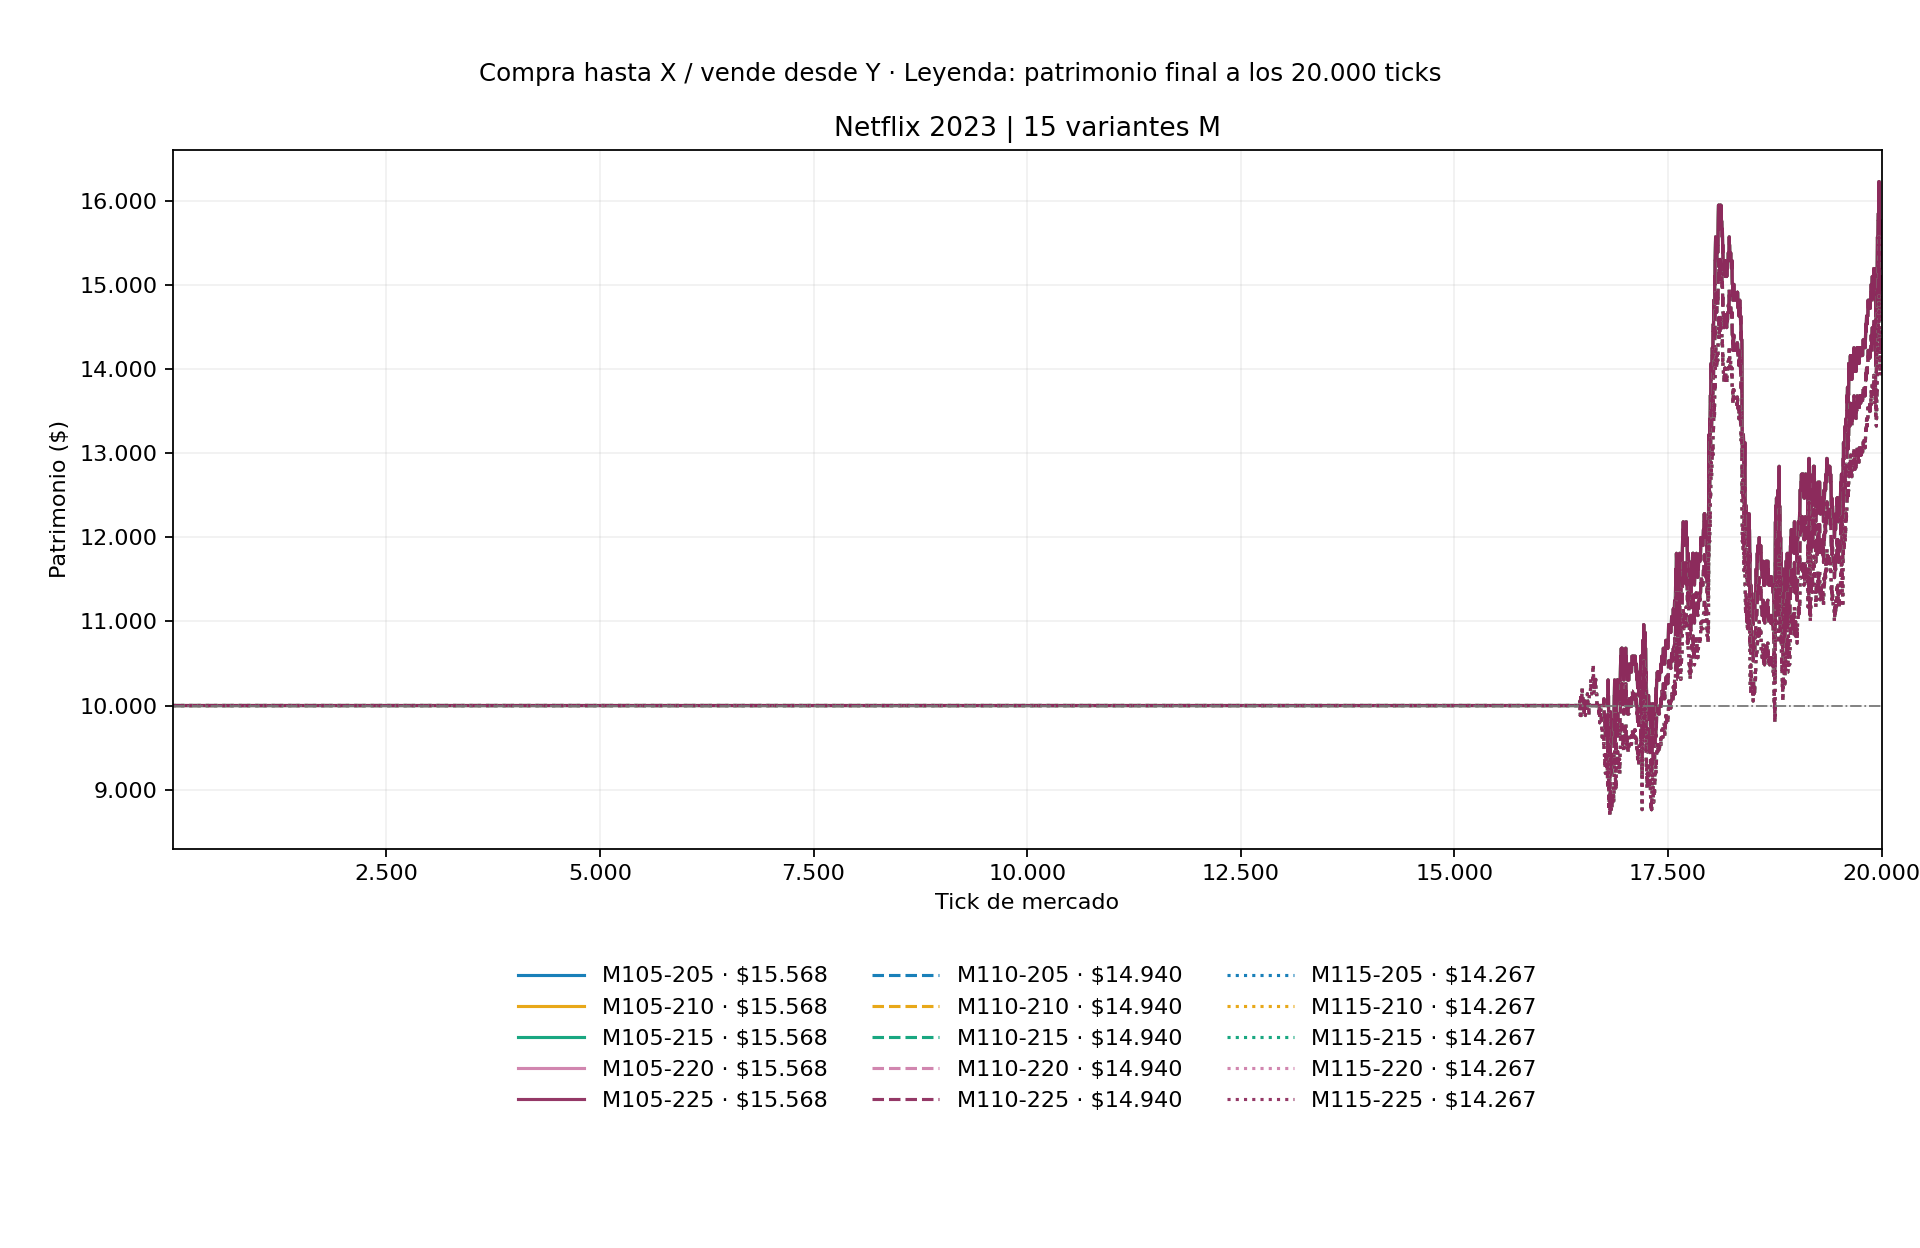 Compra hasta X / vende desde Y · Leyenda: patrimonio final a los 20.000 ticks
Netflix 2023 | 15 variantes M
16.000
15.000
14.000
13.000
12.000
11.000
10.000
9.000
Patrimonio ($)
2.500
5.000
7.500
10.000
12.500
15.000
17.500
20.000
Tick de mercado
M105-205 · $15.568
M105-210 · $15.568
M105-215 · $15.568
M105-220 · $15.568
M105-225 · $15.568
M110-205 · $14.940
M110-210 · $14.940
M110-215 · $14.940
M110-220 · $14.940
M110-225 · $14.940
M115-205 · $14.267
M115-210 · $14.267
M115-215 · $14.267
M115-220 · $14.267
M115-225 · $14.267